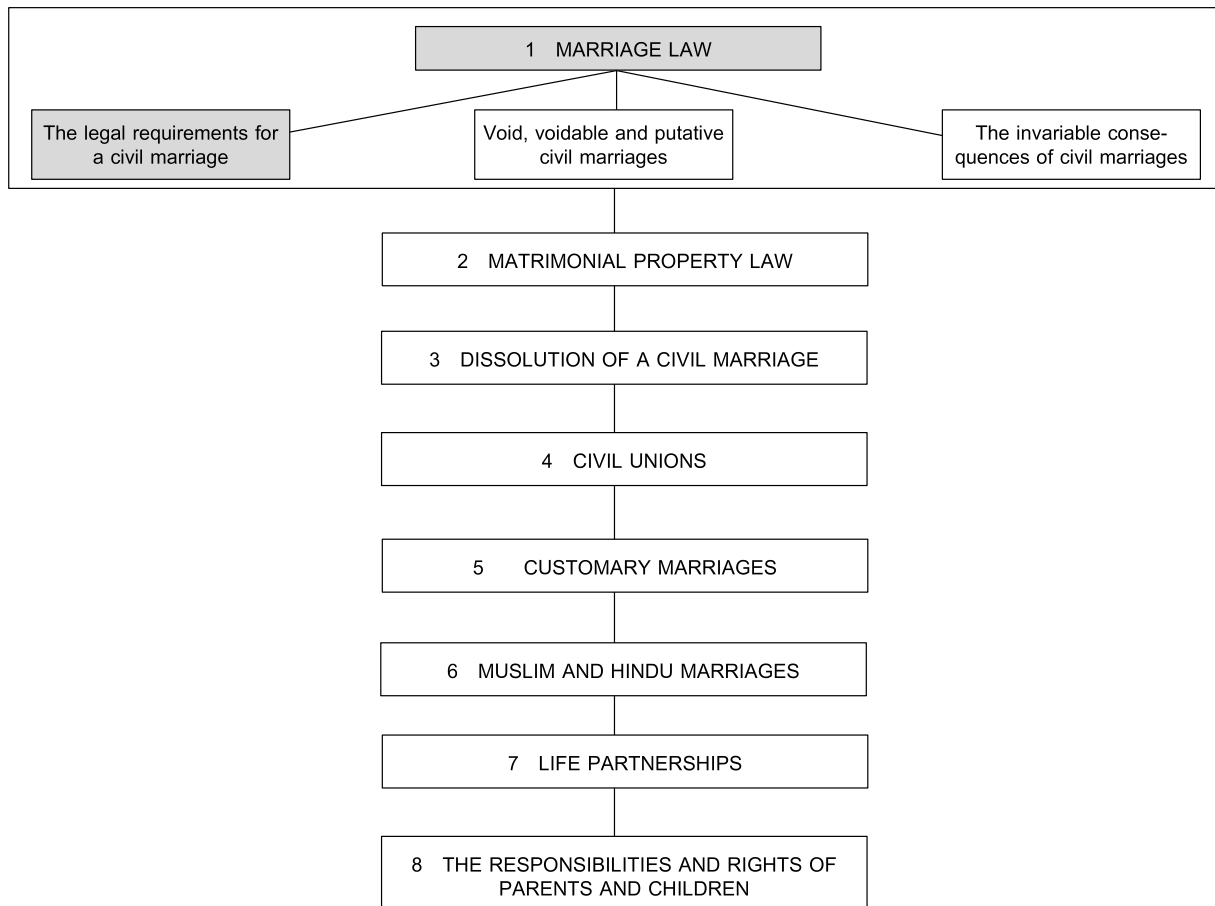 1 MARRIAGE LAW
The legal requirements for
a civil marriage
Void, voidable and putative
civil marriages
The invariable conse-
quences of civil marriages
2 MATRIMONIAL PROPERTY LAW
3 DISSOLUTION OF A CIVIL MARRIAGE
4 CIVIL UNIONS
5 CUSTOMARY MARRIAGES
6 MUSLIM AND HINDU MARRIAGES
7 LIFE PARTNERSHIPS
8 THE RESPONSIBILITIES AND RIGHTS OF
PARENTS AND CHILDREN